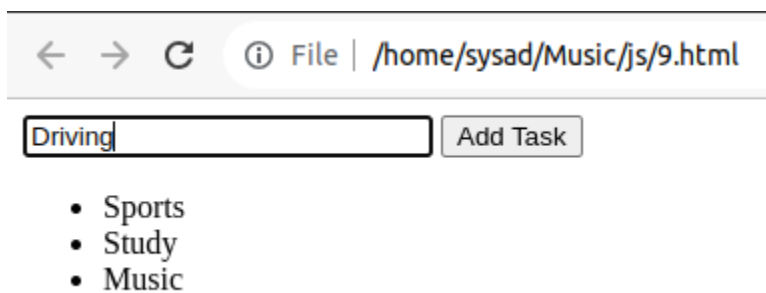 File | /home/sysad/Music/js/9.html
Driving Add Task
• Sports
• Study
• Music